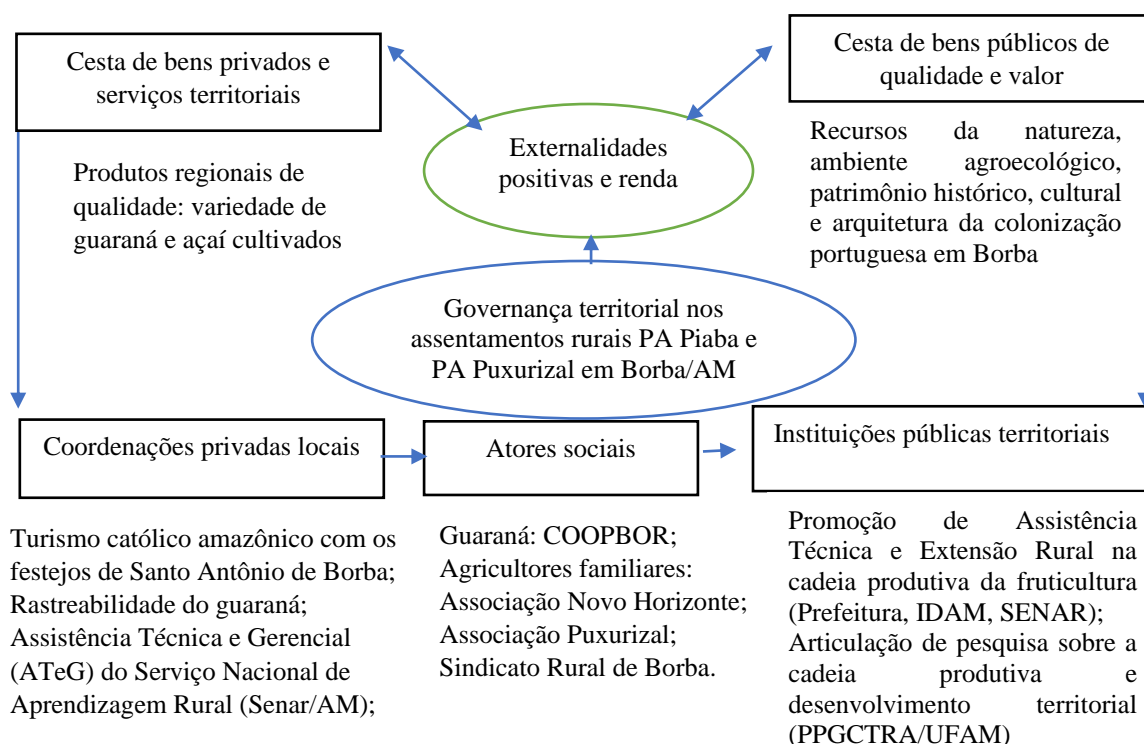 Cesta de bens privados e
serviços territoriais
Cesta de bens públicos de
qualidade e valor
Externalidades
positivas e renda
Produtos regionais de
qualidade: variedade de
guaraná e açaí cultivados
Recursos da natureza,
ambiente agroecológico,
patrimônio histórico, cultural
e arquitetura da colonização
portuguesa em Borba
Governança territorial nos
assentamentos rurais PA Piaba e
PA Puxurizal em Borba/AM
Coordenações privadas locais
Atores sociais
Instituições públicas territoriais
Turismo católico amazônico com os
festejos de Santo Antônio de Borba;
Rastreabilidade do guaraná;
Assistência Técnica e Gerencial
(ATeG) do Serviço Nacional de
Aprendizagem Rural (Senar/AM);
Guaraná: COOPBOR;
Agricultores familiares:
Associação Novo Horizonte;
Associação Puxurizal;
Sindicato Rural de Borba.
Promoção de Assistência
Técnica e Extensão Rural na
cadeia produtiva da fruticultura
(Prefeitura, IDAM, SENAR);
Articulação de pesquisa sobre a
cadeia produtiva e
desenvolvimento territorial
(PPGCTRA/UFAM)